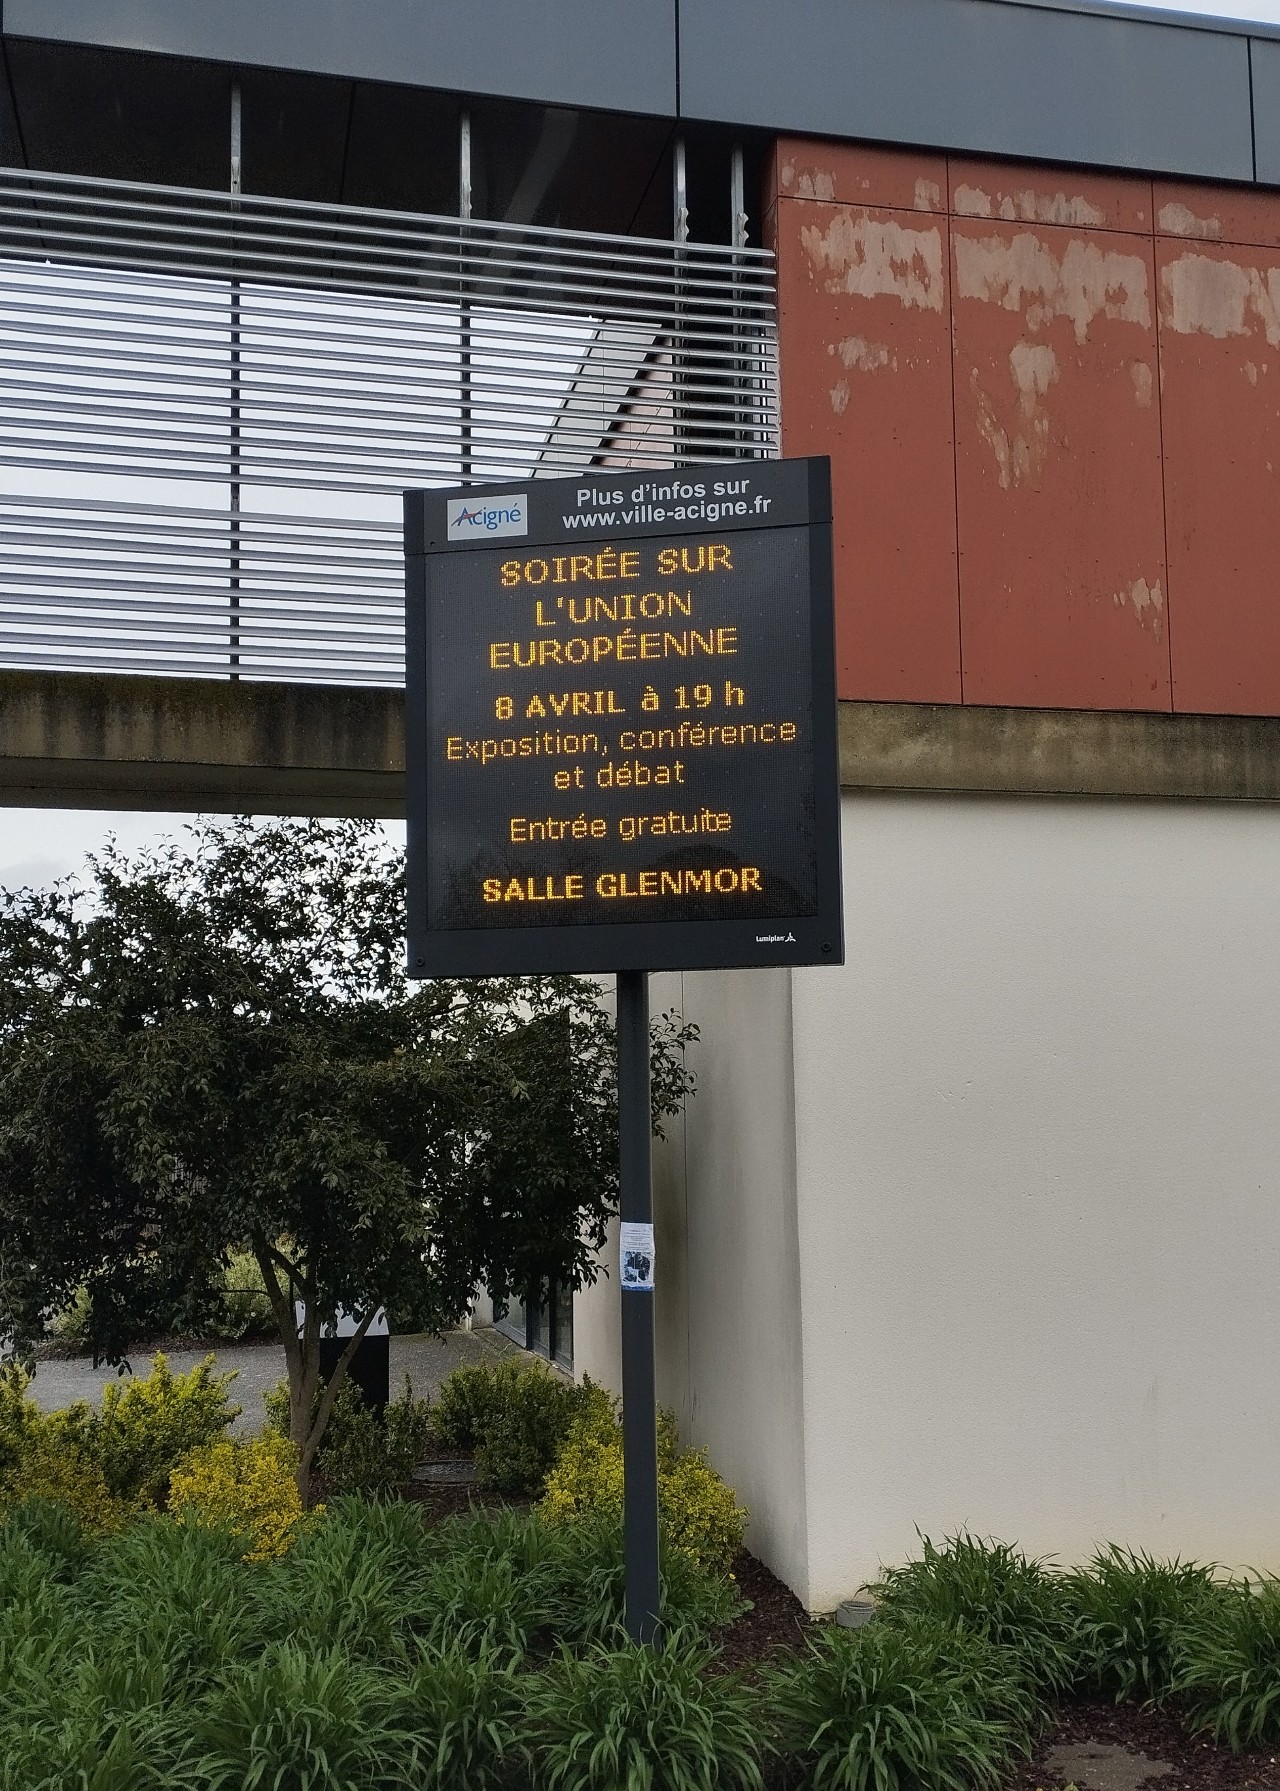 Acigné
Plus d'infos sur
www.ville-acigne.fr
SOIRÉE SUR
L'UNION
EUROPÉENNE
8 AVRIL à 19 h
Exposition, conférence
et débat
Entrée gratuite
SALLE GLENMOR
Lumiplan